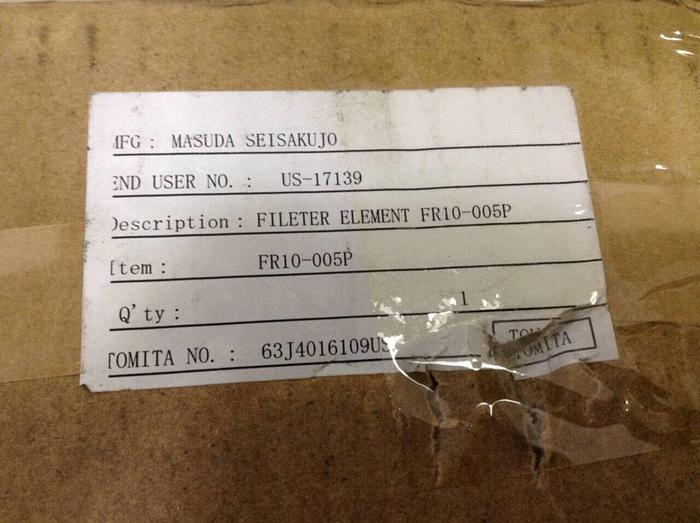 MFG : MASUDA SEISAKUJO
END USER NO. : US-17139
Description : FILETER ELEMENT FR10-005P
Item : FR10-005P
Q'ty : 1
TOMITA NO. : 63J4016109US
TOMITA